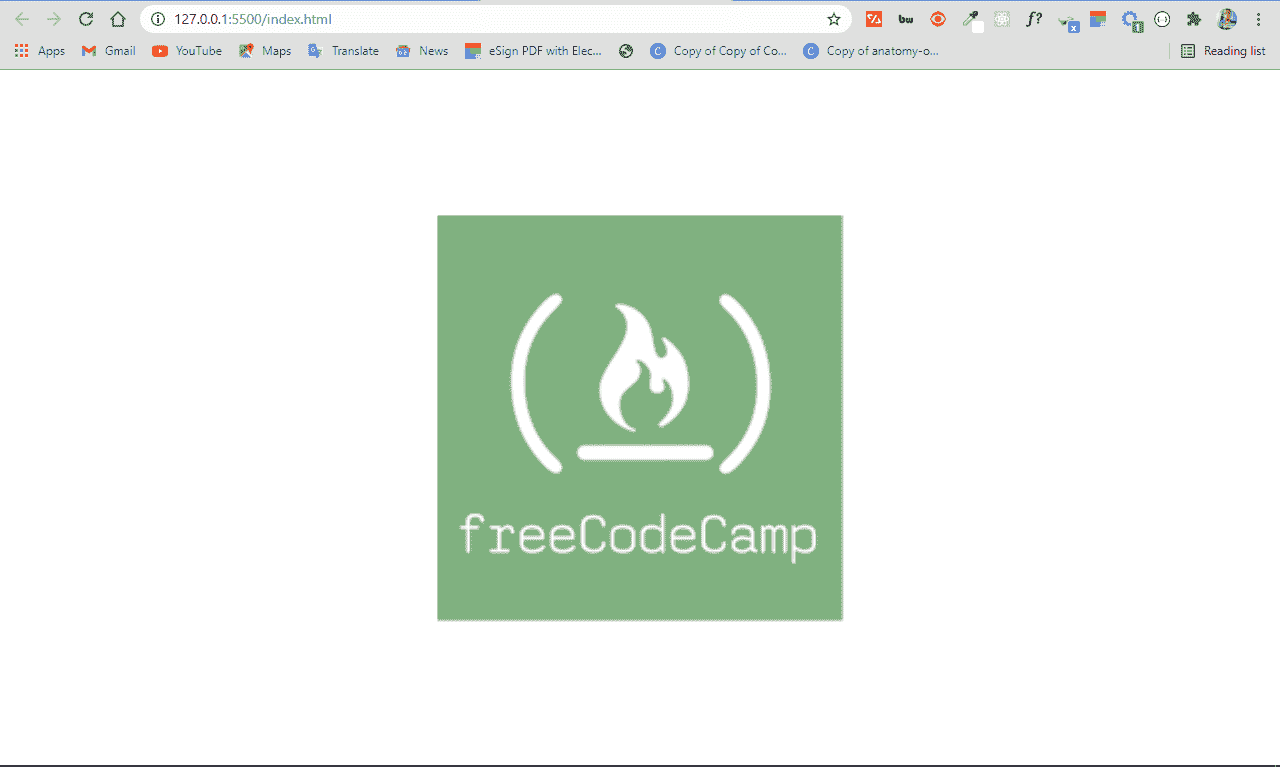 127.0.0.1:5500/index.html
bw
f?
x
1
Apps
Gmail
YouTube
Maps
Translate
News
eSign PDF with Elec...
C
Copy of Copy of Co...
C
Copy of anatomy-o...
Reading list
freeCodeCamp